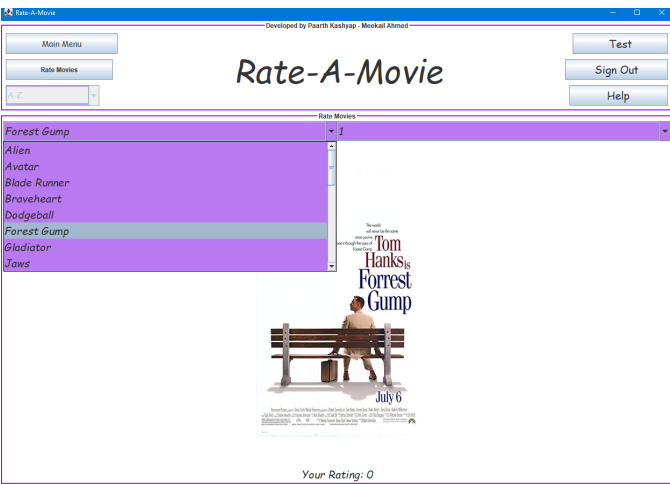 Rate-A-Movie
Developed by Paarth Kashyap - Meekail Ahmed
Main Menu
Rate Movies
A-Z
Rate-A-Movie
Test
Sign Out
Help
Rate Movies
Forest Gump
1
Alien
Avatar
Blade Runner
Braveheart
Dodgeball
Forest Gump
Gladiator
Jaws
The world
will never be the same
once you've
seen it through the eyes of
Forrest Gump.
Tom
Hanks is
Forrest
Gump
July 6
Your Rating: 0